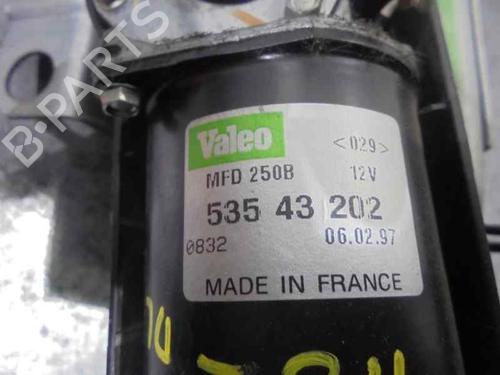 B-PARTS
Valeo <029>
MFD 250B 12V
535 43 202
0832 06.02.97
MADE IN FRANCE